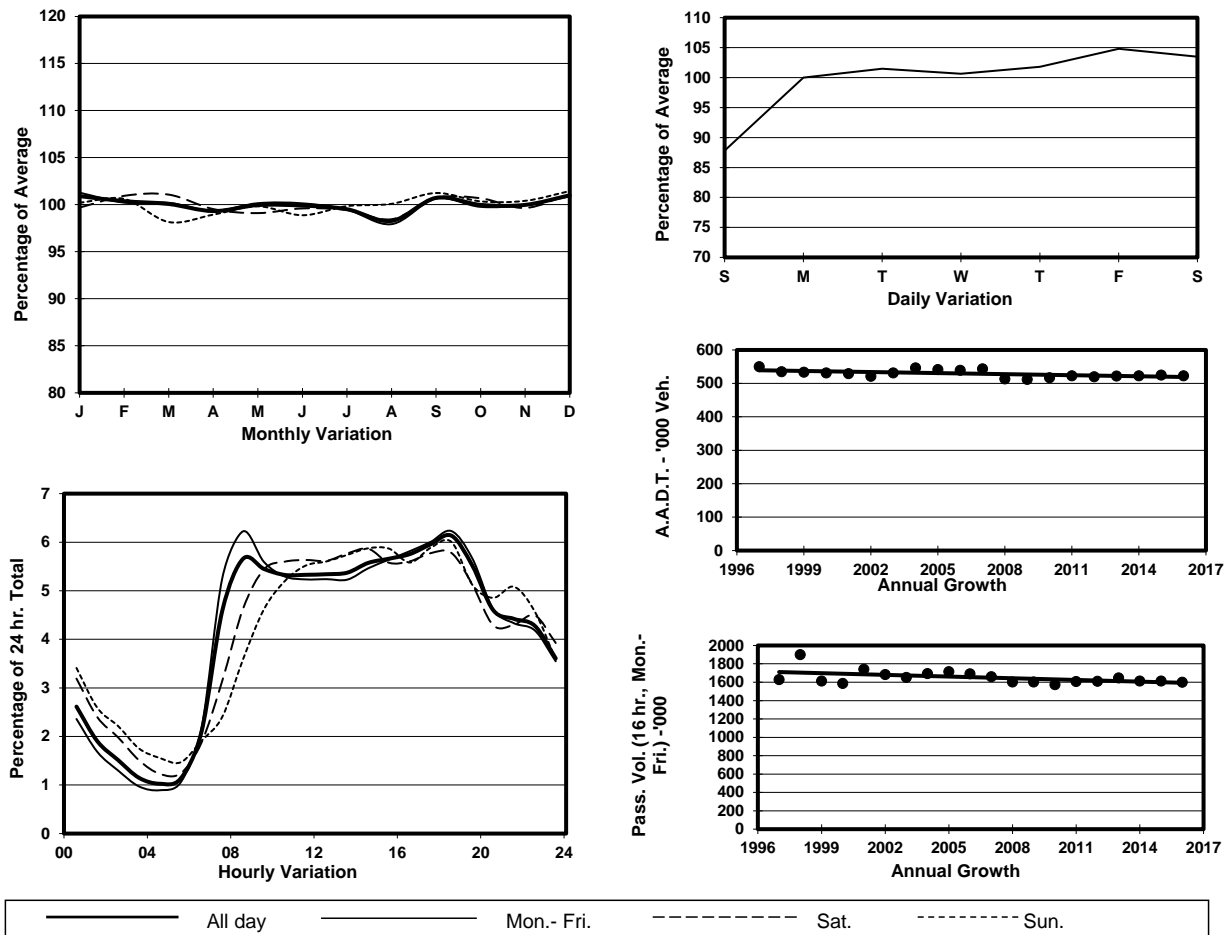 120
115
110
105
100
95
90
85
80
Percentage of Average
J F M A M J J A S O N D
Monthly Variation
110
105
100
95
90
85
80
75
70
Percentage of Average
S M T W T F S
Daily Variation
600
500
400
300
200
100
0
A.A.D.T. - '000 Veh.
1996 1999 2002 2005 2008 2011 2014 2017
Annual Growth
7
6
5
4
3
2
1
0
Percentage of 24 hr. Total
00 04 08 12 16 20 24
Hourly Variation
2000
1800
1600
1400
1200
1000
800
600
400
200
0
Pass. Vol. (16 hr., Mon.-
Fri.) -'000
1996 1999 2002 2005 2008 2011 2014 2017
Annual Growth
All day Mon.- Fri. Sat. Sun.